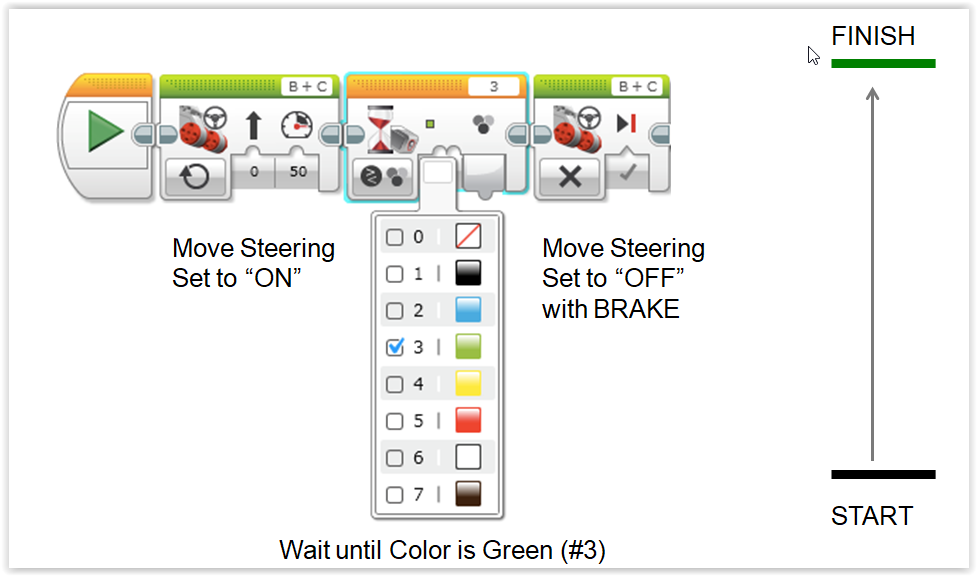 FINISH
B + C
3
B + C
0
50
Move Steering
Set to “ON”
Move Steering
Set to “OFF”
with BRAKE
0
1
2
3
4
5
6
7
START
Wait until Color is Green (#3)